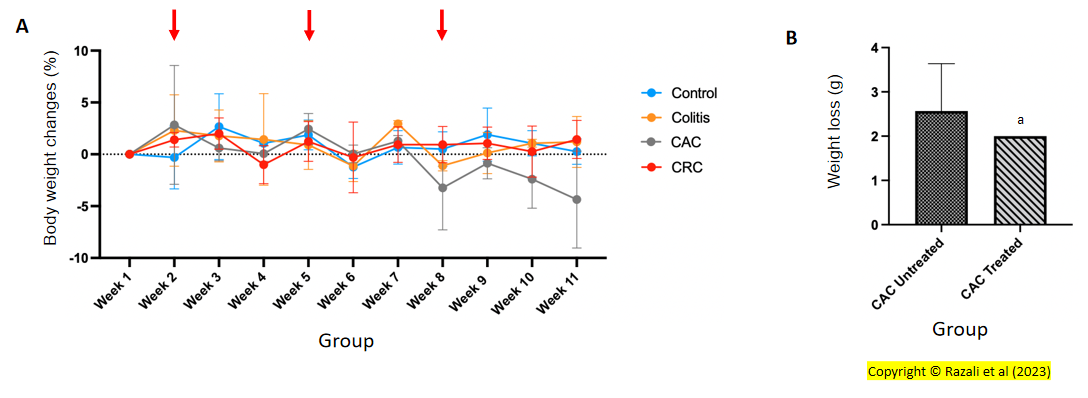 A
Body weight changes (%)
10
5
0
-5
-10
Week 1
Week 2
Week 3
Week 4
Week 5
Week 6
Week 7
Week 8
Week 9
Week 10
Week 11
Group
Control
Colitis
CAC
CRC
B
Weight loss (g)
4
3
2
1
0
a
CAC Untreated
CAC Treated
Group
Copyright © Razali et al (2023)